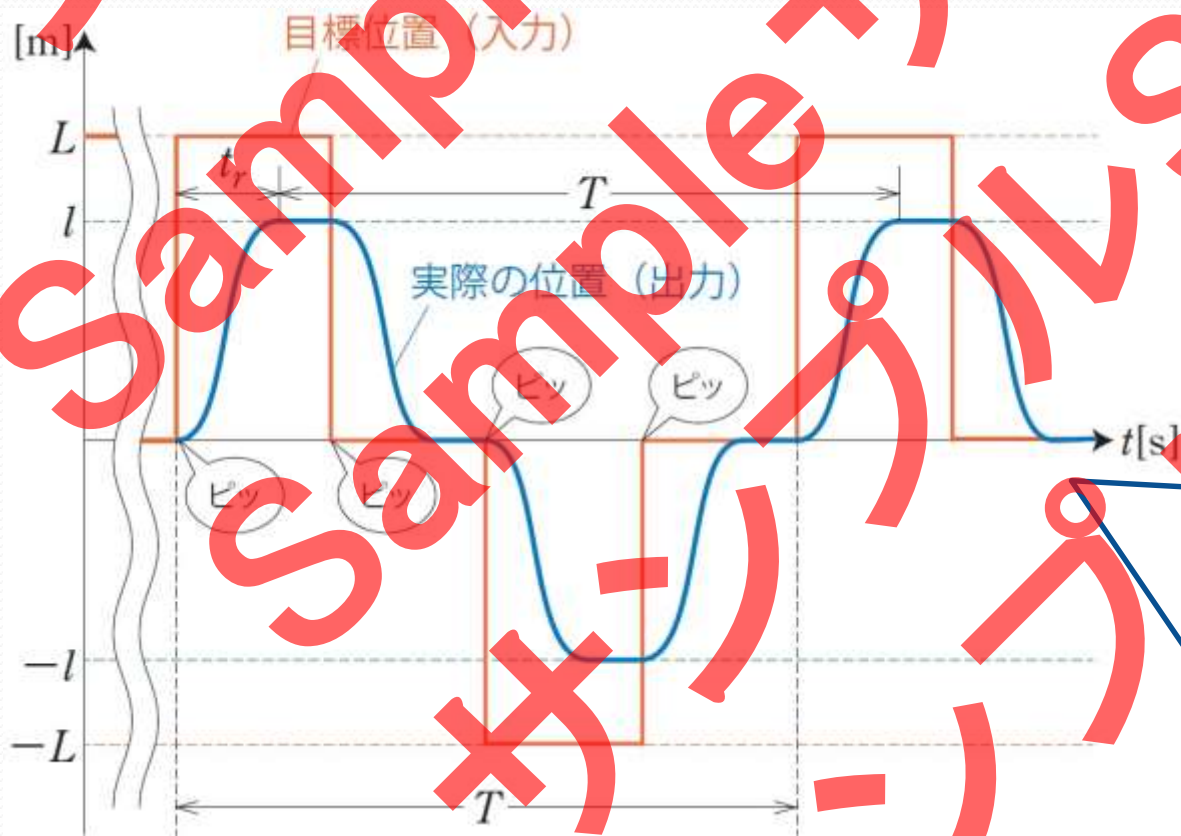 [m]
目標位置（入力）
L
t_r
T
l
実際の位置（出力）
ピッ
ピッ
t[s]
ピッ
ピッ
−l
−L
T
Sample サンプル
Sample サンプル